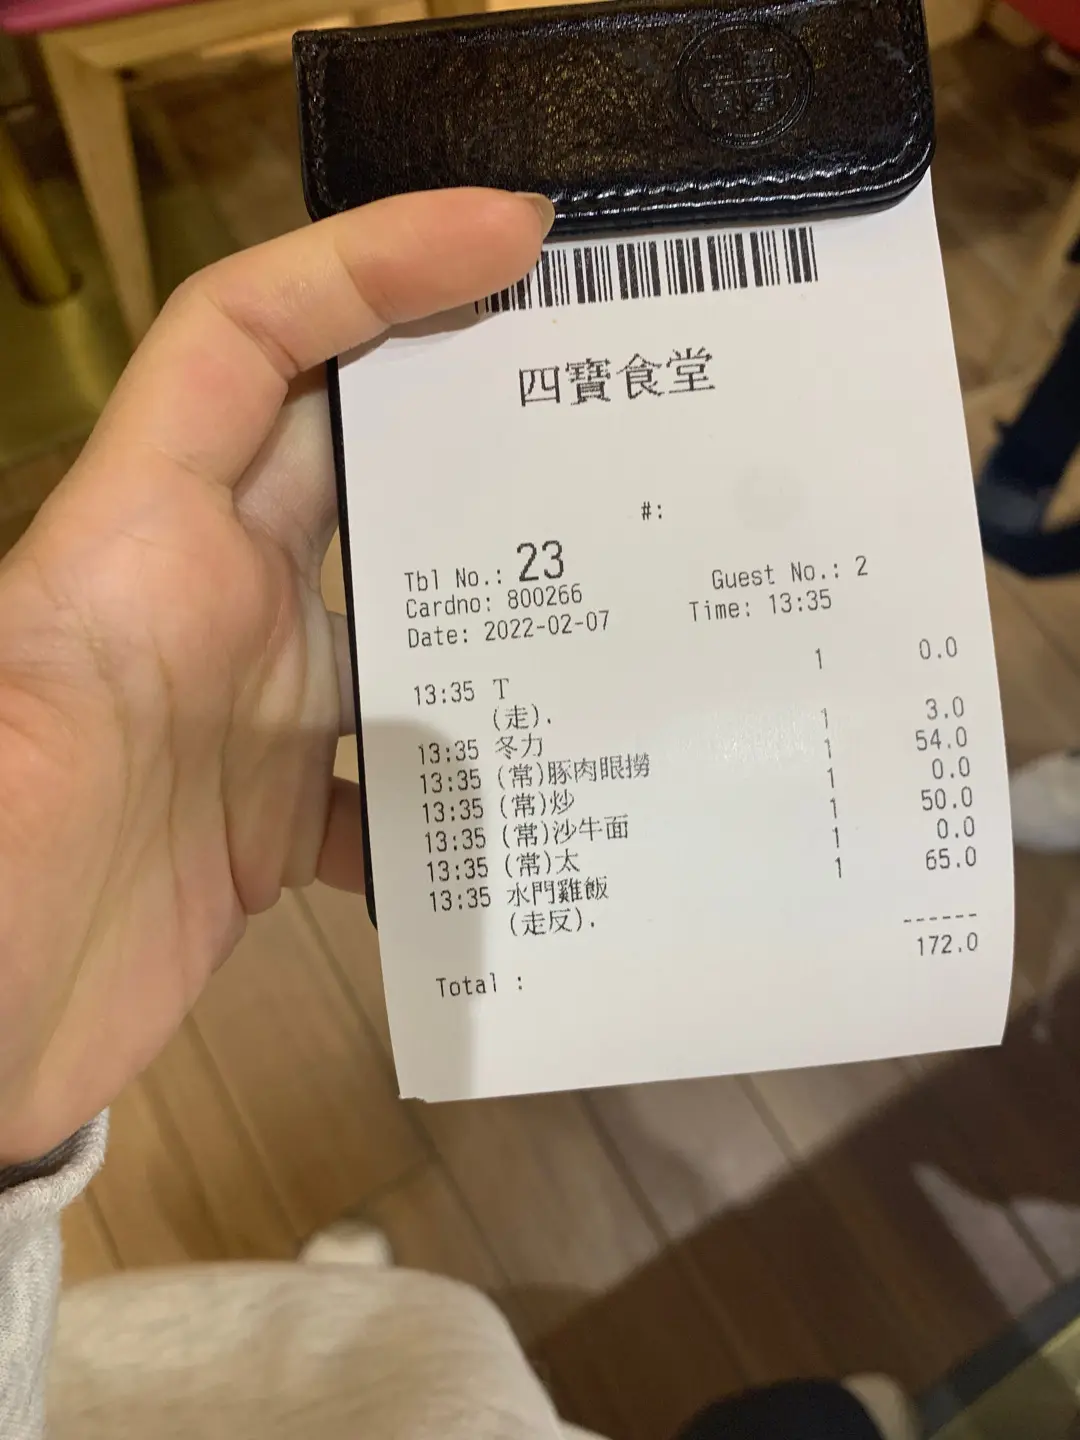 四寶食堂
#:
Tbl No.: 23 Guest No.: 2
Cardno: 800266 Time: 13:35
Date: 2022-02-07
13:35 T 1 0.0
(走).
13:35 冬力 1 3.0
13:35 (常)豚肉眼撈 1 54.0
13:35 (常)炒 1 0.0
13:35 (常)沙牛面 1 50.0
13:35 (常)太 1 0.0
13:35 水門雞飯 1 65.0
(走反).
------
Total : 172.0